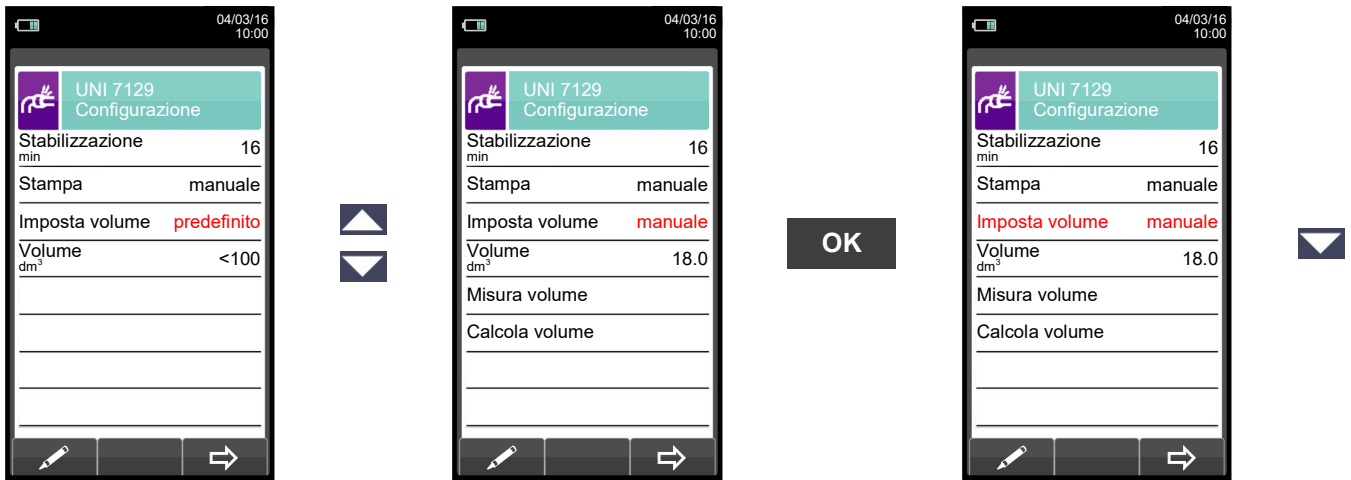 04/03/16
10:00
UNI 7129
Configurazione
Stabilizzazione 16
min
Stampa manuale
Imposta volume predefinito
Volume <100
dm³
04/03/16
10:00
UNI 7129
Configurazione
Stabilizzazione 16
min
Stampa manuale
Imposta volume manuale
Volume 18.0
dm³
Misura volume
Calcola volume
OK
04/03/16
10:00
UNI 7129
Configurazione
Stabilizzazione 16
min
Stampa manuale
Imposta volume manuale
Volume 18.0
dm³
Misura volume
Calcola volume